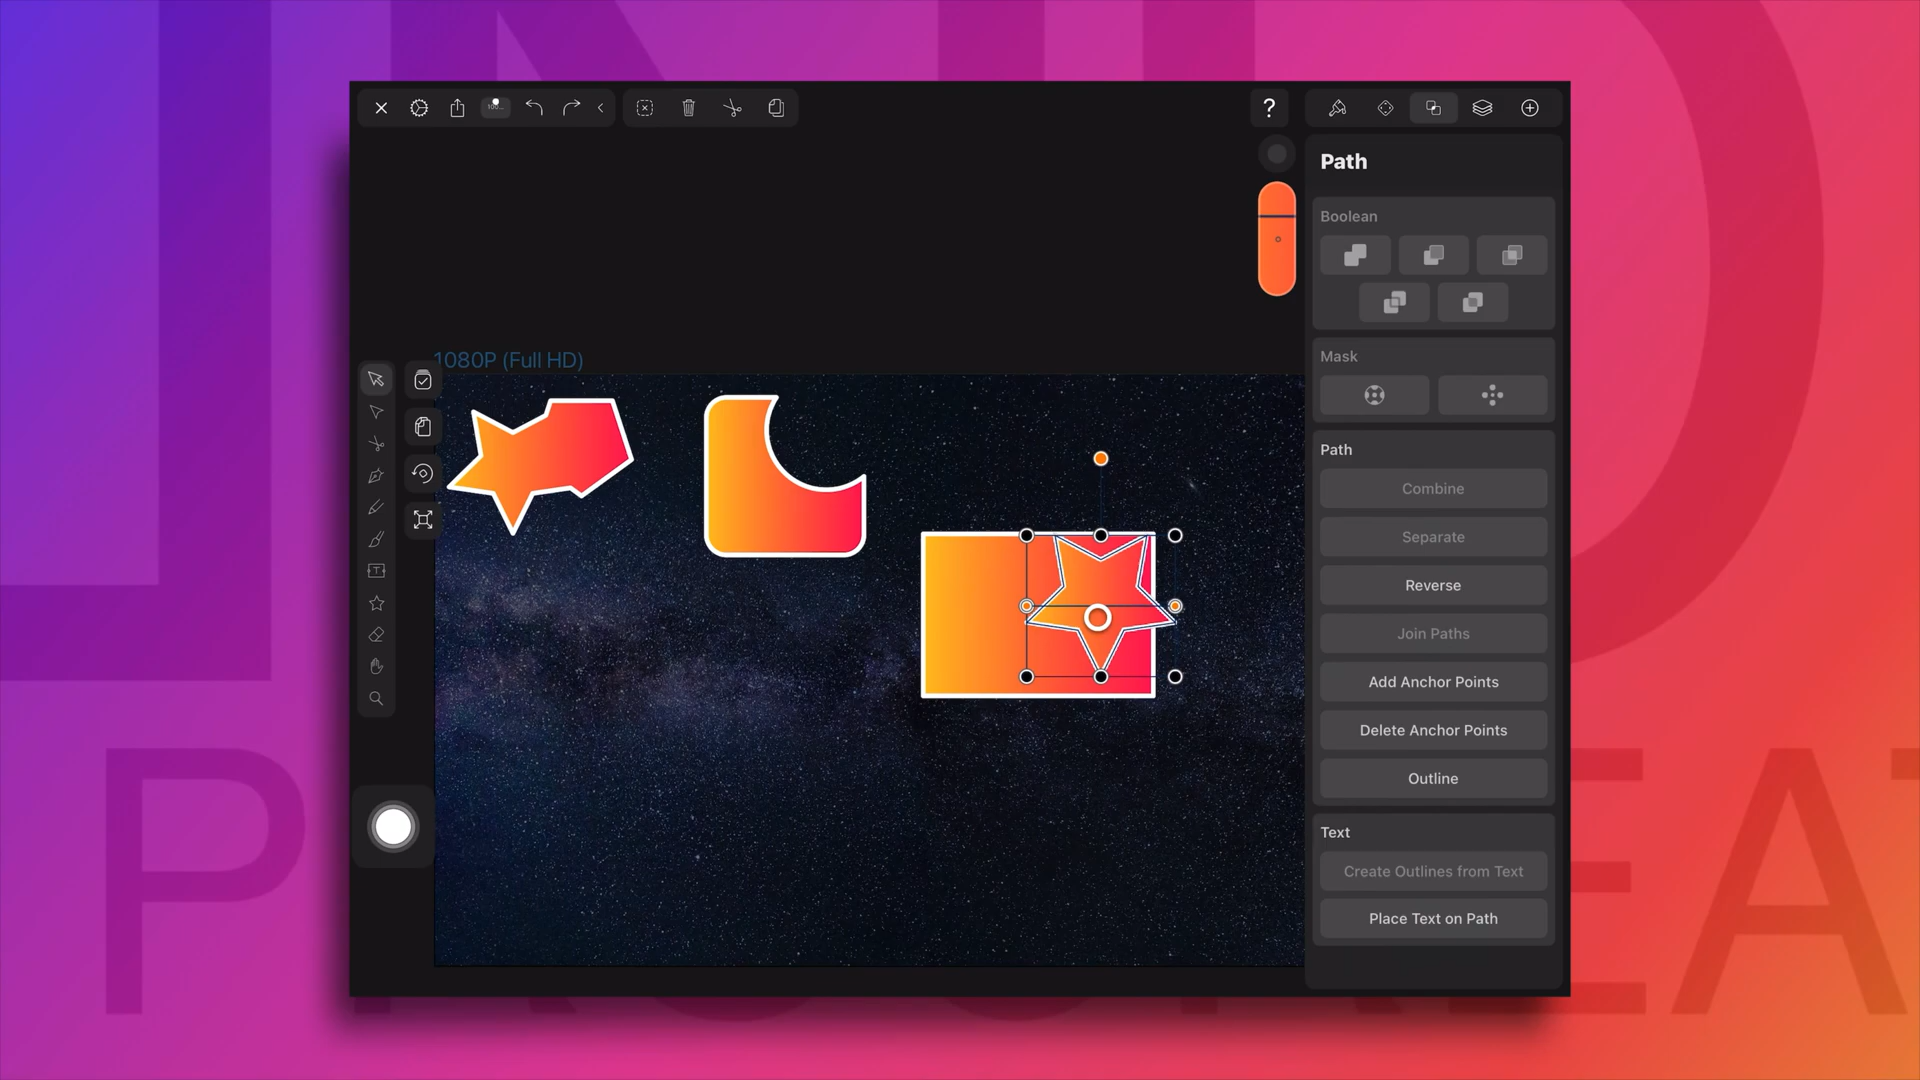 100...
?
Path
Boolean
1080P (Full HD)
Mask
Path
Combine
Separate
Reverse
Join Paths
Add Anchor Points
Delete Anchor Points
Outline
Text
Create Outlines from Text
Place Text on Path